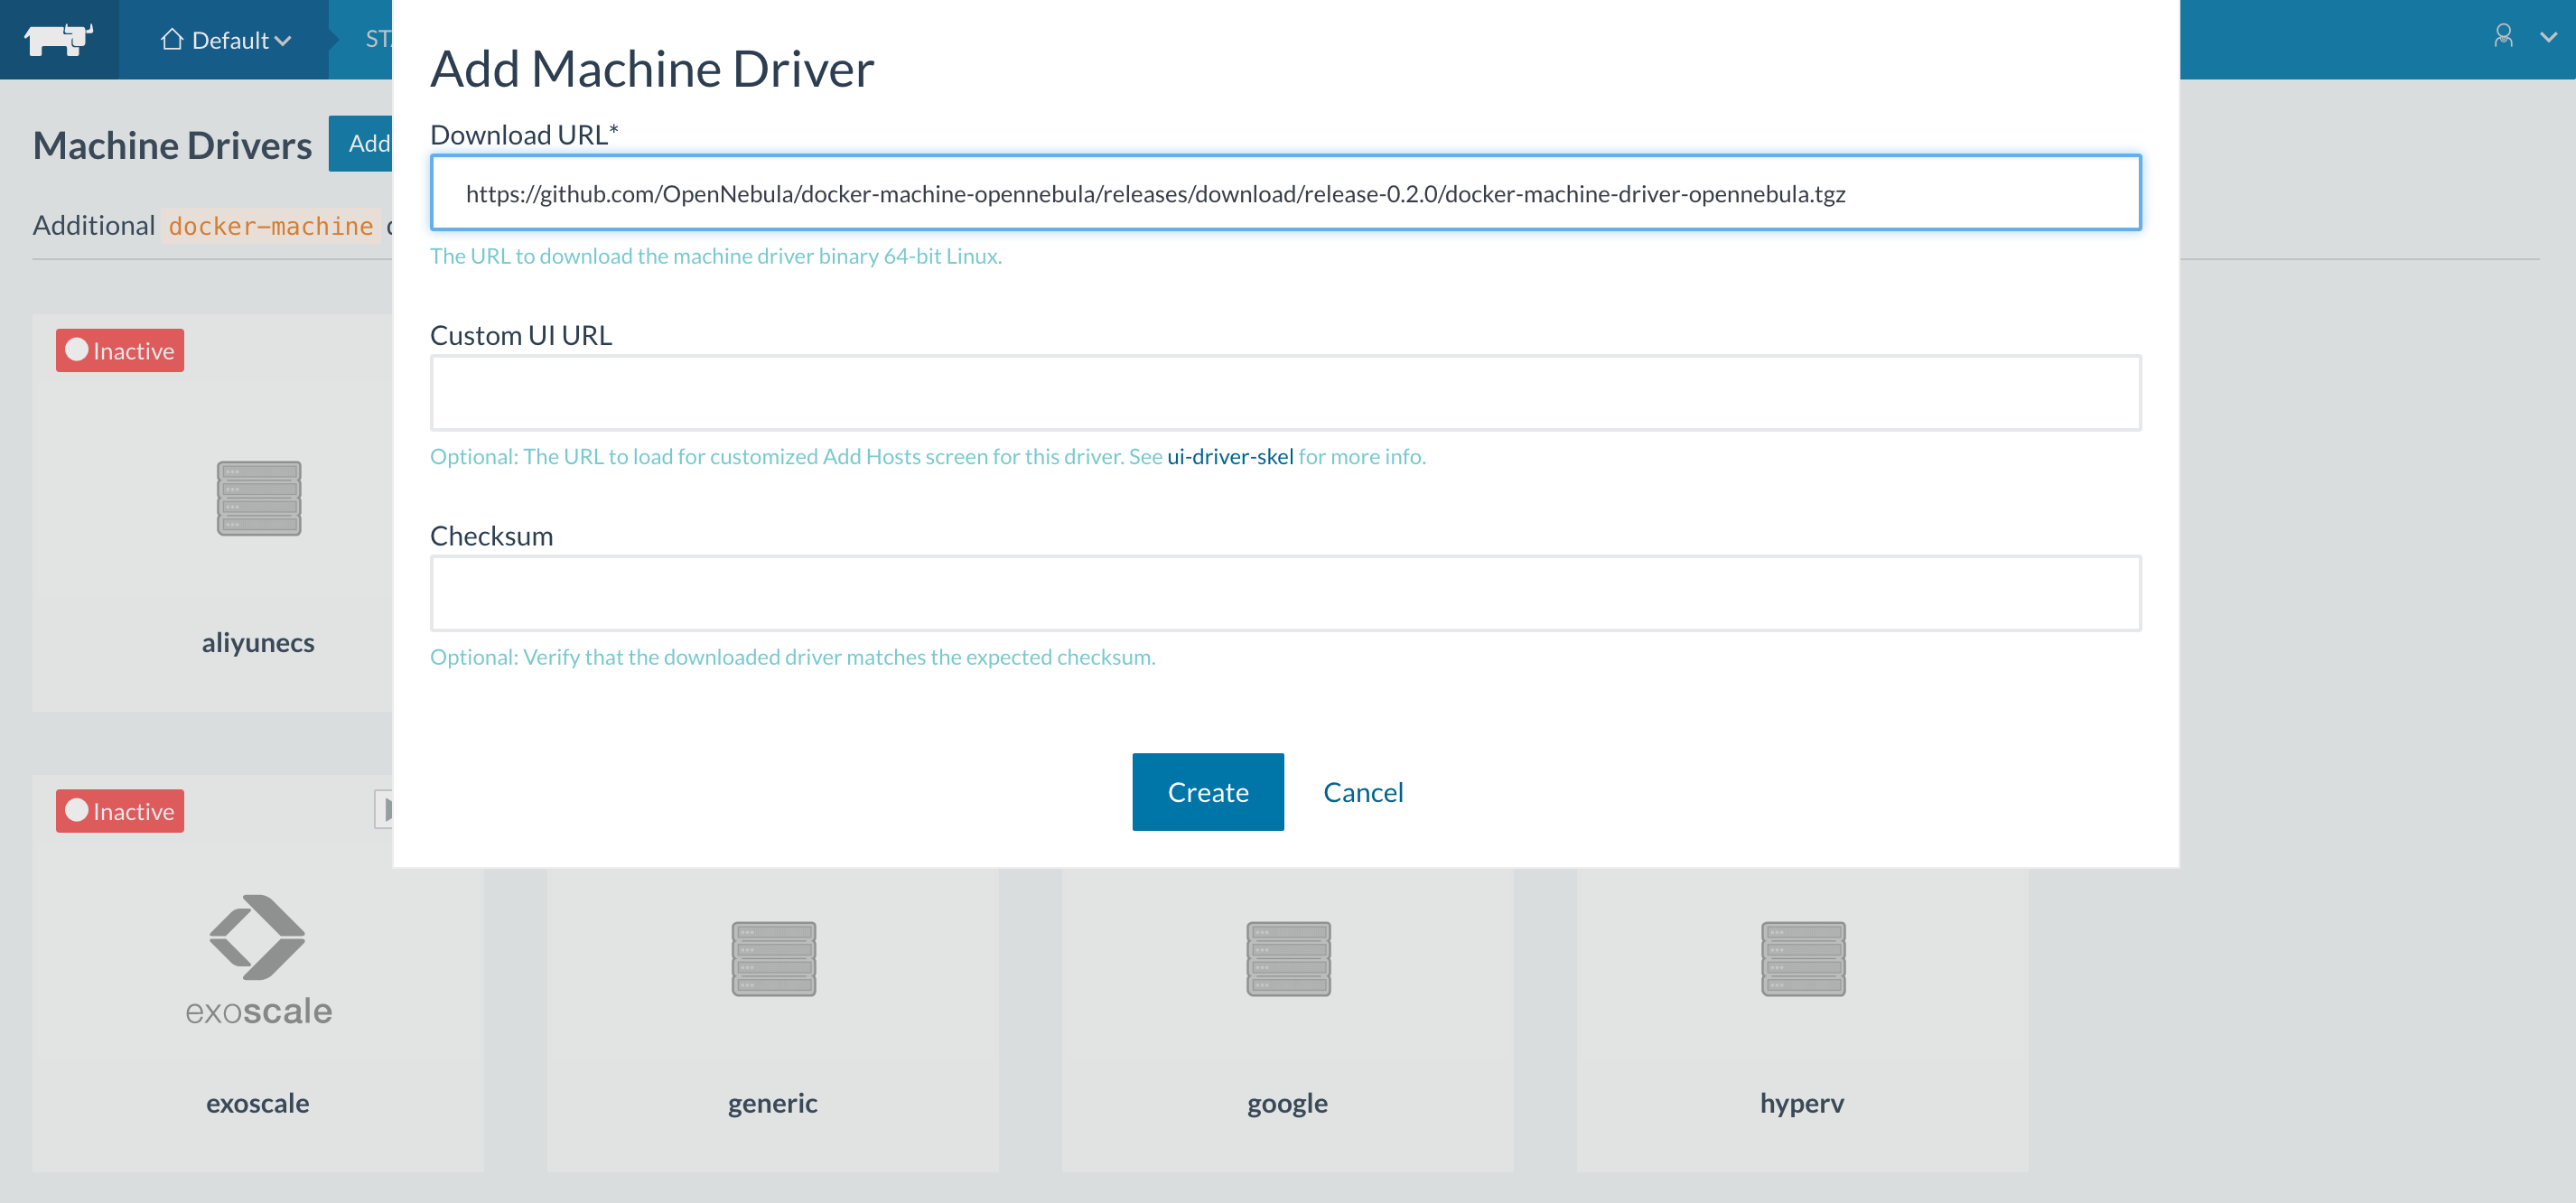 Default
Add Machine Driver
Download URL*
Machine Drivers
Add
https://github.com/OpenNebula/docker-machine-opennebula/releases/download/release-0.2.0/docker-machine-driver-opennebula.tgz
Additional docker-machine
The URL to download the machine driver binary 64-bit Linux.
Custom UI URL
Inactive
Optional: The URL to load for customized Add Hosts screen for this driver. See ui-driver-skel for more info.
Checksum
aliyunecs
Optional: Verify that the downloaded driver matches the expected checksum.
Create
Cancel
Inactive
exoscale
exoscale
generic
google
hyperv